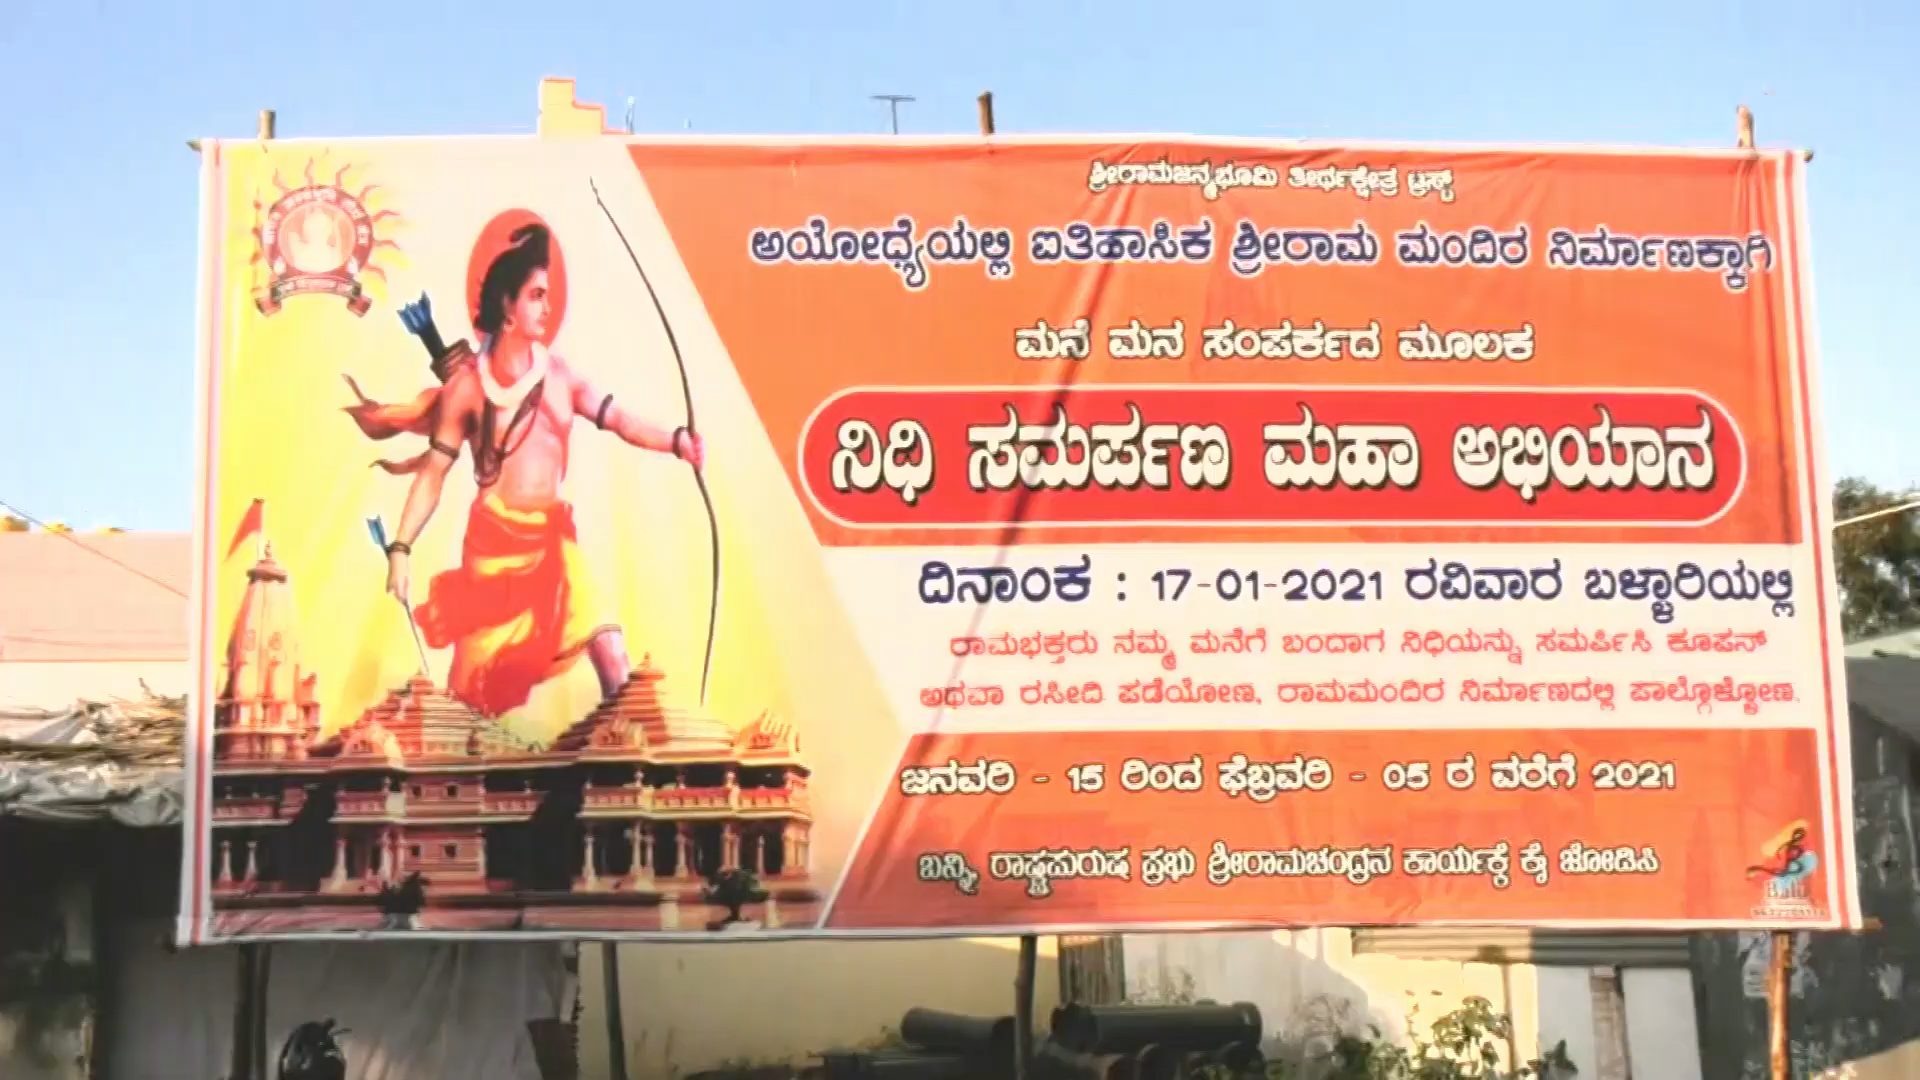 ಶ್ರೀರಾಮಜನ್ಮಭೂಮಿ ತೀರ್ಥಕ್ಷೇತ್ರ ಟ್ರಸ್ಟ್
ಅಯೋಧ್ಯೆಯಲ್ಲಿ ಐತಿಹಾಸಿಕ ಶ್ರೀರಾಮ ಮಂದಿರ ನಿರ್ಮಾಣಕ್ಕಾಗಿ
ಮನೆ ಮನ ಸಂಪರ್ಕದ ಮೂಲಕ
ನಿಧಿ ಸಮರ್ಪಣ ಮಹಾ ಅಭಿಯಾನ
ದಿನಾಂಕ : 17-01-2021 ರವಿವಾರ ಬಳ್ಳಾರಿಯಲ್ಲಿ
ರಾಮಭಕ್ತರು ನಮ್ಮ ಮನೆಗೆ ಬಂದಾಗ ನಿಧಿಯನ್ನು ಸಮರ್ಪಿಸಿ ಕೂಪನ್
ಅಥವಾ ರಸೀದಿ ಪಡೆಯೋಣ, ರಾಮಮಂದಿರ ನಿರ್ಮಾಣದಲ್ಲಿ ಪಾಲ್ಗೊಳ್ಳೋಣ.
ಜನವರಿ - 15 ರಿಂದ ಫೆಬ್ರವರಿ - 05 ರ ವರೆಗೆ 2021
ಬನ್ನಿ ರಾಷ್ಟ್ರಪುರುಷ ಪ್ರಭು ಶ್ರೀರಾಮಚಂದ್ರನ ಕಾರ್ಯಕ್ಕೆ ಕೈ ಜೋಡಿಸಿ